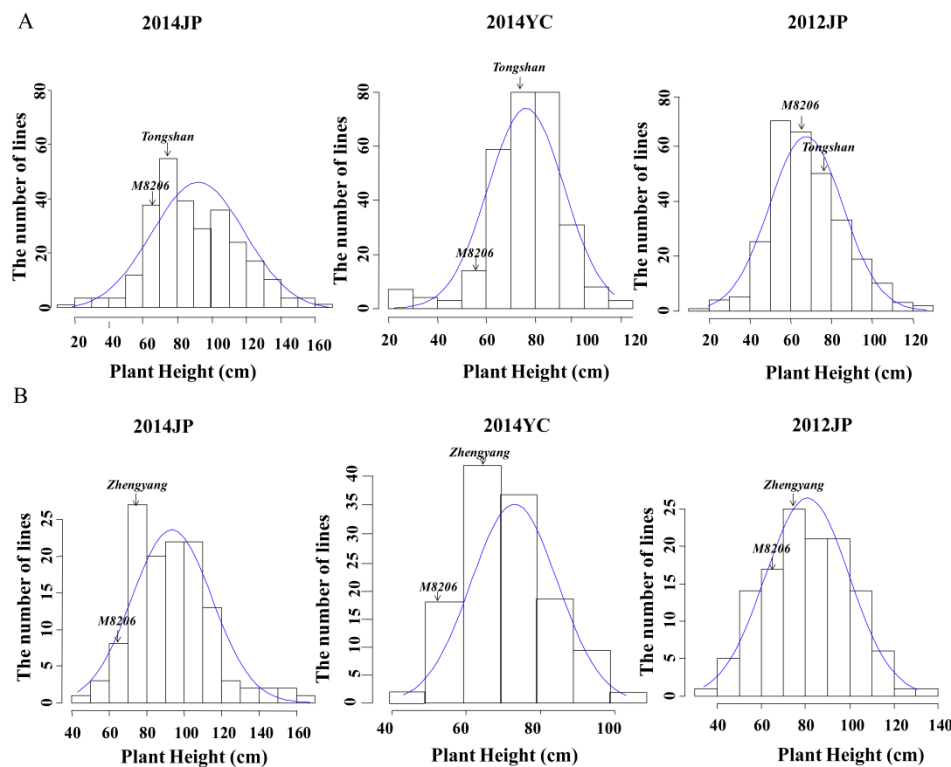 A
2014JP
2014YC
2012JP
The number of lines
80
60
40
20
0
Tongshan
M8206
20 40 60 80 100 120 140 160
Plant Height (cm)
The number of lines
80
60
40
20
0
Tongshan
M8206
20 40 60 80 100 120
Plant Height (cm)
The number of lines
80
60
40
20
0
M8206
Tongshan
20 40 60 80 100 120
Plant Height (cm)
B
2014JP
2014YC
2012JP
The number of lines
25
20
15
10
5
0
Zhengyang
M8206
40 60 80 100 120 140 160
Plant Height (cm)
The number of lines
40
35
30
25
20
15
10
5
0
Zhengyang
M8206
40 60 80 100
Plant Height (cm)
The number of lines
25
20
15
10
5
0
Zhengyang
M8206
40 60 80 100 120 140
Plant Height (cm)